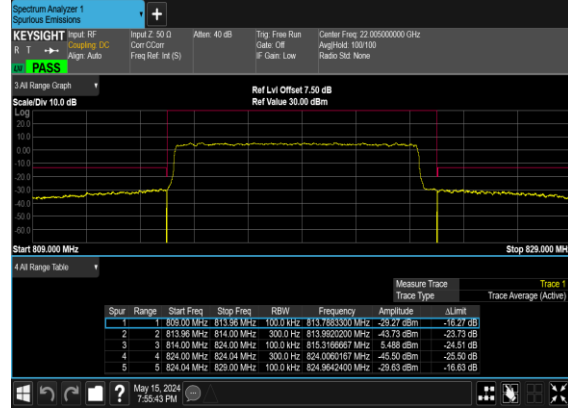 Spectrum Analyzer 1
Spurious Emissions
+
KEYSIGHT Input: RF Input Z: 50 Ω Atten: 40 dB Trig: Free Run Center Freq: 22.005000000 GHz
R T Coupling: DC Corr CCorr Gate: Off Avg|Hold: 100/100
Align: Auto Freq Ref: Int (S) IF Gain: Low Radio Std: None
PASS
3 All Range Graph
Ref Lvl Offset 7.50 dB
Scale/Div 10.0 dB Ref Value 30.00 dBm
Log
20.0
10.0
0.00
-10.0
-20.0
-30.0
-40.0
-50.0
-60.0
Start 809.000 MHz Stop 829.000 MH
4 All Range Table
Measure Trace Trace 1
Trace Type Trace Average (Active)
Spur Range Start Freq Stop Freq RBW Frequency Amplitude ΔLimit
1 1 809.00 MHz 813.96 MHz 100.0 kHz 813.7883300 MHz -29.27 dBm -16.27 dB
2 2 813.96 MHz 814.00 MHz 300.0 Hz 813.9920200 MHz -43.73 dBm -23.73 dB
3 3 814.00 MHz 824.00 MHz 100.0 kHz 815.3166667 MHz 5.488 dBm -24.51 dB
4 4 824.00 MHz 824.04 MHz 300.0 Hz 824.0060167 MHz -45.50 dBm -25.50 dB
5 5 824.04 MHz 829.00 MHz 100.0 kHz 824.9642400 MHz -29.63 dBm -16.63 dB
? May 15, 2024
7:55:43 PM